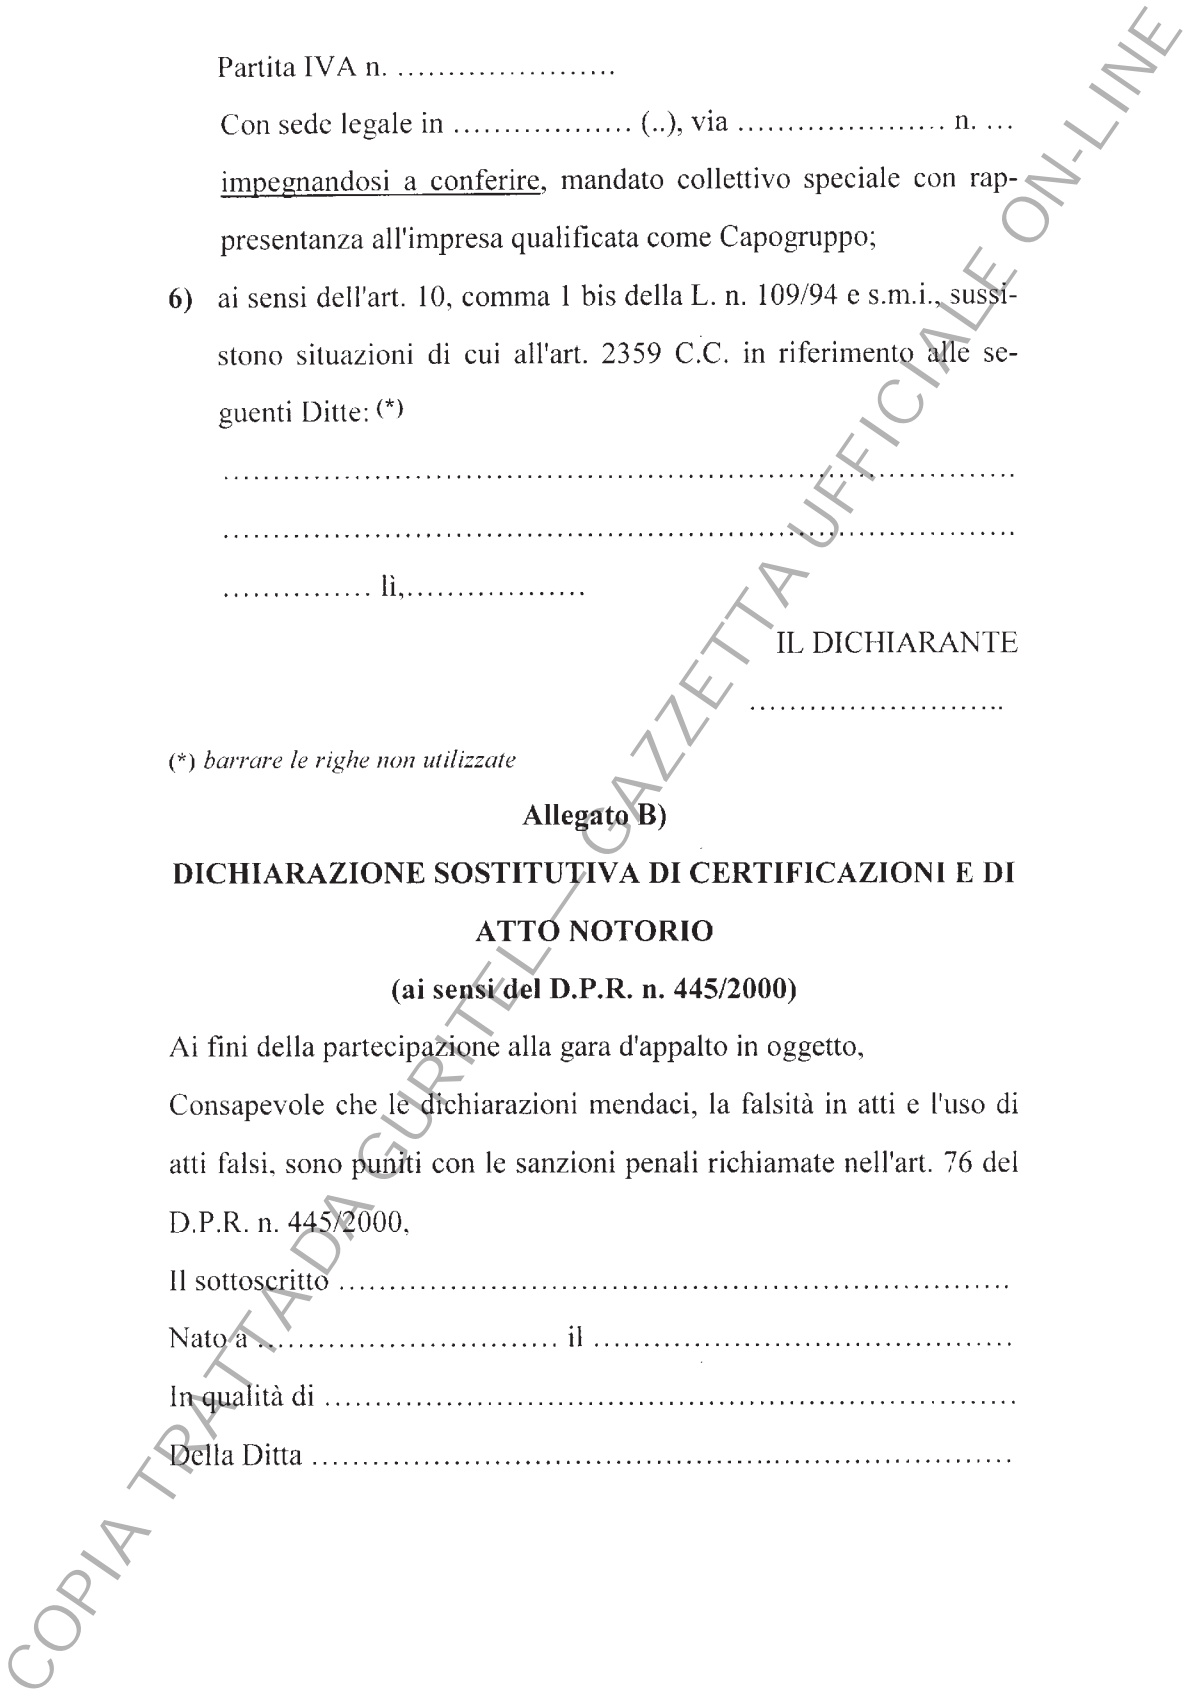 Partita IVA n. ......................
Con sede legale in .................. (..), via ..................... n. ...
impegnandosi a conferire, mandato collettivo speciale con rap-
presentanza all'impresa qualificata come Capogruppo;
6) ai sensi dell'art. 10, comma 1 bis della L. n. 109/94 e s.m.i., sussi-
stono situazioni di cui all'art. 2359 C.C. in riferimento alle se-
guenti Ditte: (*)
................................................................................
................................................................................
............... lì,..................
IL DICHIARANTE
..........................
(*) barrare le righe non utilizzate
Allegato B)
DICHIARAZIONE SOSTITUTIVA DI CERTIFICAZIONI E DI
ATTO NOTORIO
(ai sensi del D.P.R. n. 445/2000)
Ai fini della partecipazione alla gara d'appalto in oggetto,
Consapevole che le dichiarazioni mendaci, la falsità in atti e l'uso di
atti falsi, sono puniti con le sanzioni penali richiamate nell'art. 76 del
D.P.R. n. 445/2000,
Il sottoscritto ...................................................................
Nato a .............................. il ..........................................
In qualità di .....................................................................
Della Ditta ......................................................................
COPIA TRATTA DA GURITEL — GAZZETTA UFFICIALE ON-LINE